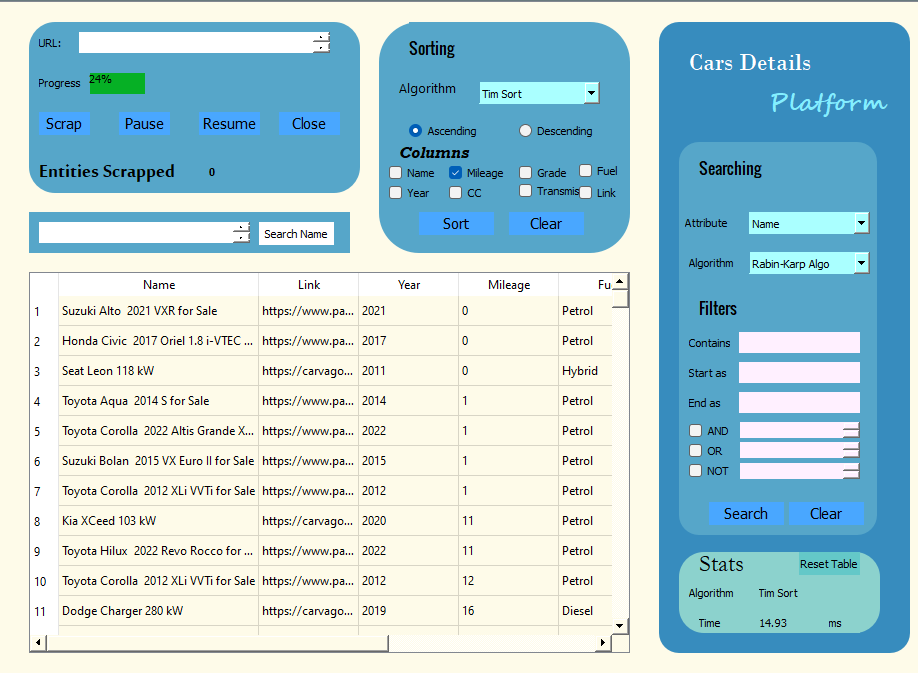 URL:
Progress 24%
Scrap Pause Resume Close
Entities Scrapped 0
Search Name
Sorting
Algorithm Tim Sort
Ascending Descending
Columns
Name Mileage Grade Fuel
Year CC Transmis Link
Sort Clear
Name Link Year Mileage Fu
1 Suzuki Alto 2021 VXR for Sale https://www.pa... 2021 0 Petrol
2 Honda Civic 2017 Oriel 1.8 i-VTEC ... https://www.pa... 2017 0 Petrol
3 Seat Leon 118 kW https://carvago... 2011 0 Hybrid
4 Toyota Aqua 2014 S for Sale https://www.pa... 2014 1 Petrol
5 Toyota Corolla 2022 Altis Grande X... https://www.pa... 2022 1 Petrol
6 Suzuki Bolan 2015 VX Euro II for Sale https://www.pa... 2015 1 Petrol
7 Toyota Corolla 2012 XLi VVTi for Sale https://www.pa... 2012 1 Petrol
8 Kia XCeed 103 kW https://carvago... 2020 11 Petrol
9 Toyota Hilux 2022 Revo Rocco for ... https://www.pa... 2022 11 Petrol
10 Toyota Corolla 2012 XLi VVTi for Sale https://www.pa... 2012 12 Petrol
11 Dodge Charger 280 kW https://carvago... 2019 16 Diesel
Cars Details
Platform
Searching
Attribute Name
Algorithm Rabin-Karp Algo
Filters
Contains
Start as
End as
AND
OR
NOT
Search Clear
Stats Reset Table
Algorithm Tim Sort
Time 14.93 ms